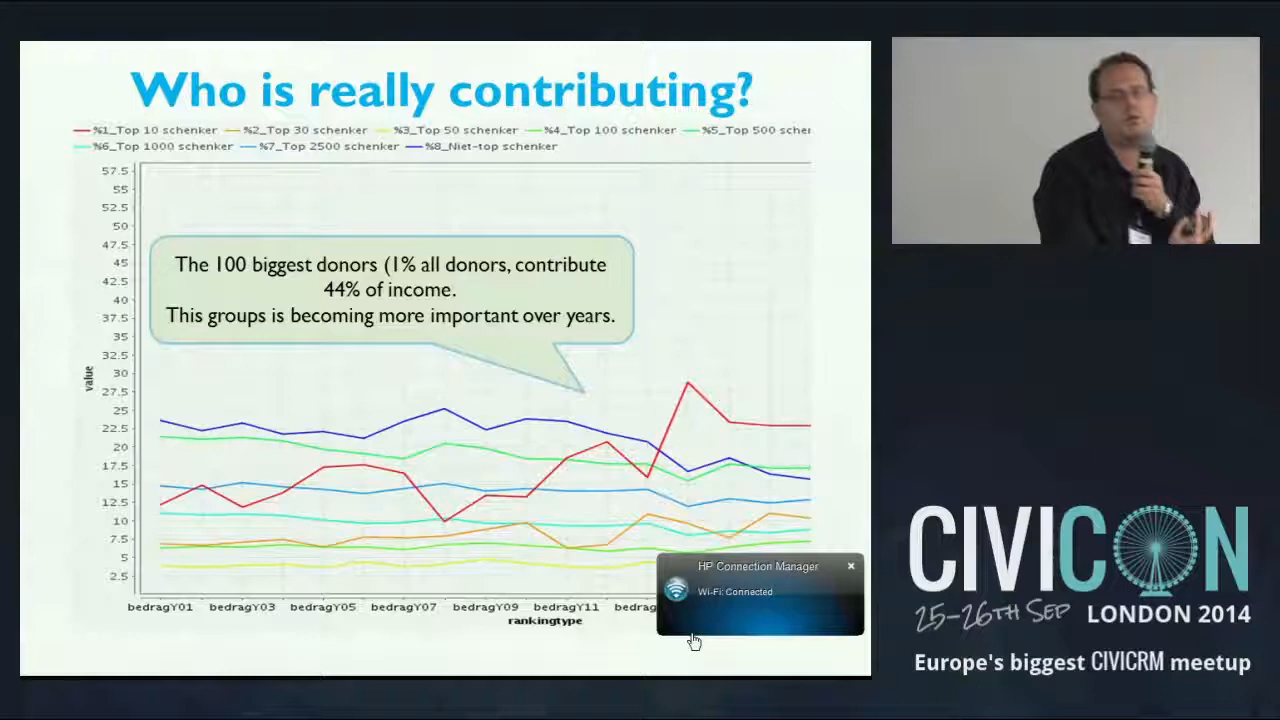 Who is really contributing?
%1_Top 10 schenker %2_Top 30 schenker %3_Top 50 schenker %4_Top 100 schenker %5_Top 500 schen
%6_Top 1000 schenker %7_Top 2500 schenker %8_Niet-top schenker
57.5
55
52.5
50
47.5
45
42.5
40
37.5
35
32.5
30
27.5
25
22.5
20
17.5
15
12.5
10
7.5
5
2.5
value
The 100 biggest donors (1% all donors, contribute
44% of income.
This groups is becoming more important over years.
bedragY01 bedragY03 bedragY05 bedragY07 bedragY09 bedragY11 bedrag
rankingtype
HP Connection Manager
Wi-Fi: Connected
CIVICON
25-26TH SEP LONDON 2014
Europe's biggest CIVICRM meetup